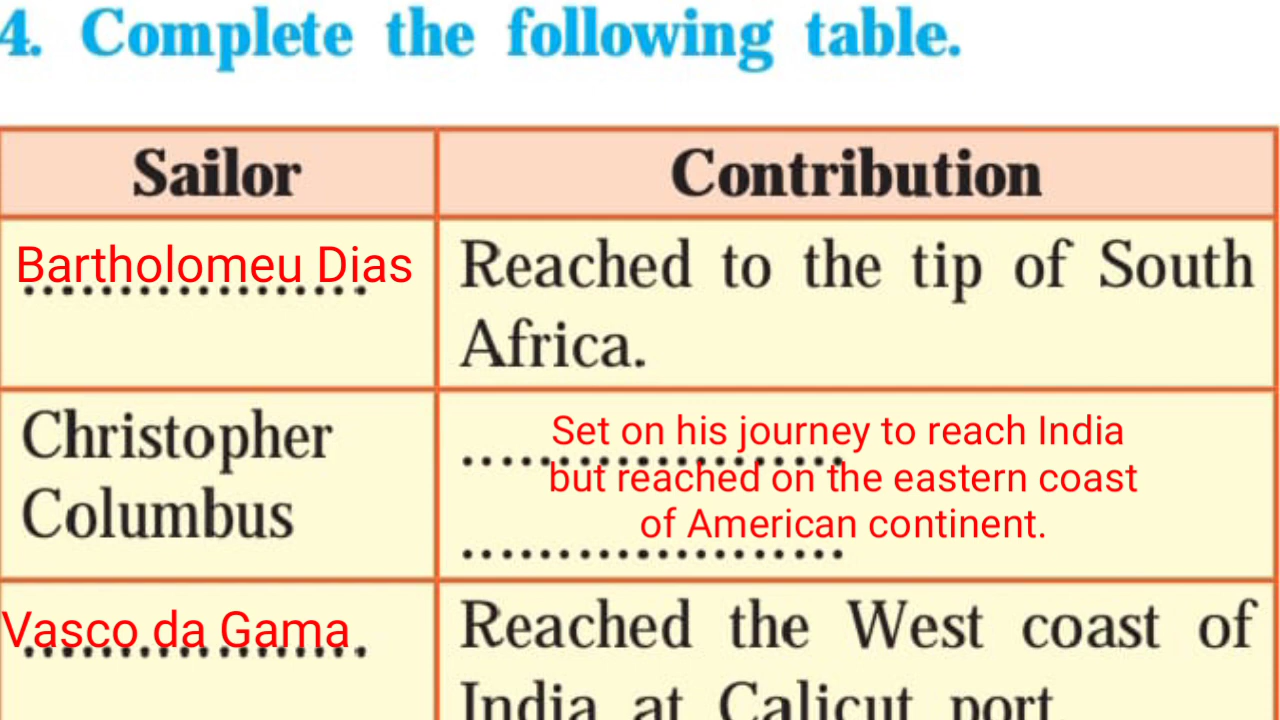 4. Complete the following table.
Sailor
Contribution
Bartholomeu Dias
Reached to the tip of South
Africa.
Christopher
Columbus
Set on his journey to reach India
but reached on the eastern coast
of American continent.
Vasco da Gama
Reached the West coast of
India at Calicut port.